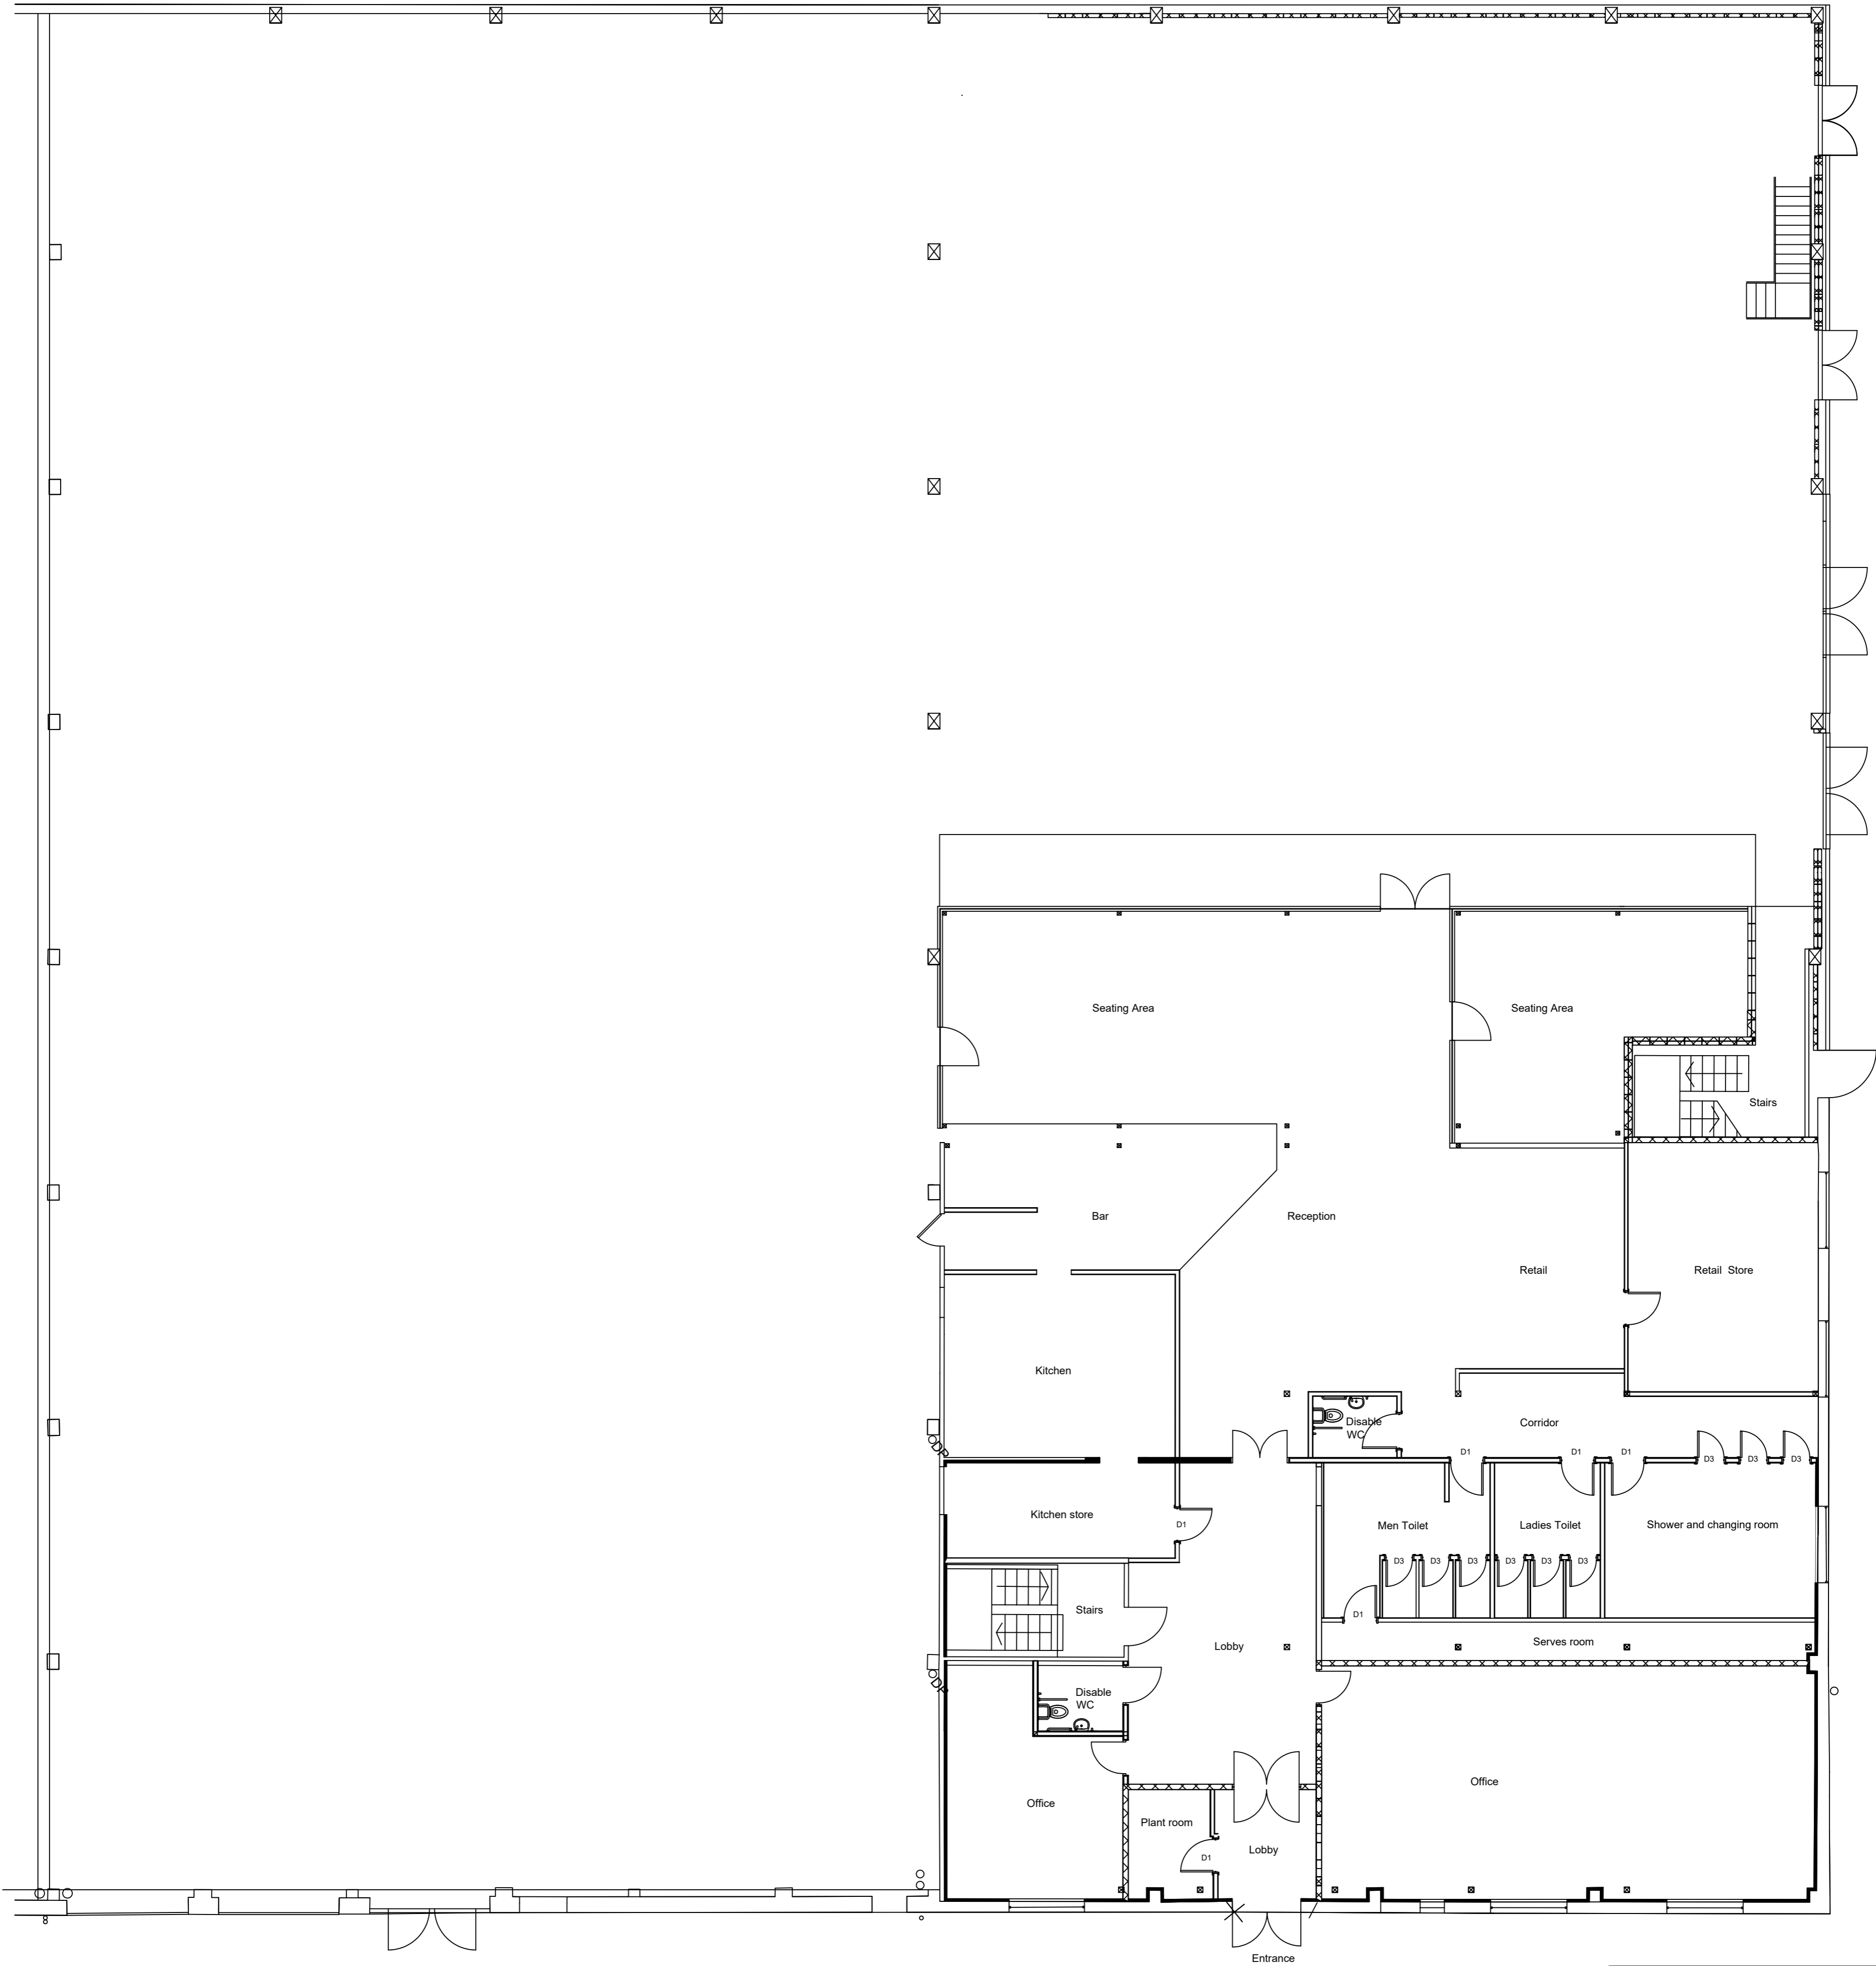 Seating Area
Seating Area
Stairs
Bar
Reception
Retail
Retail Store
Kitchen
Disable
WC
Corridor
D1
D1
D1
D3
D3
D3
Kitchen store
D1
Men Toilet
Ladies Toilet
Shower and changing room
D3
D3
D3
D3
D3
D3
Stairs
D1
Lobby
Serves room
Disable
WC
Office
Office
Plant room
Lobby
D1
Entrance